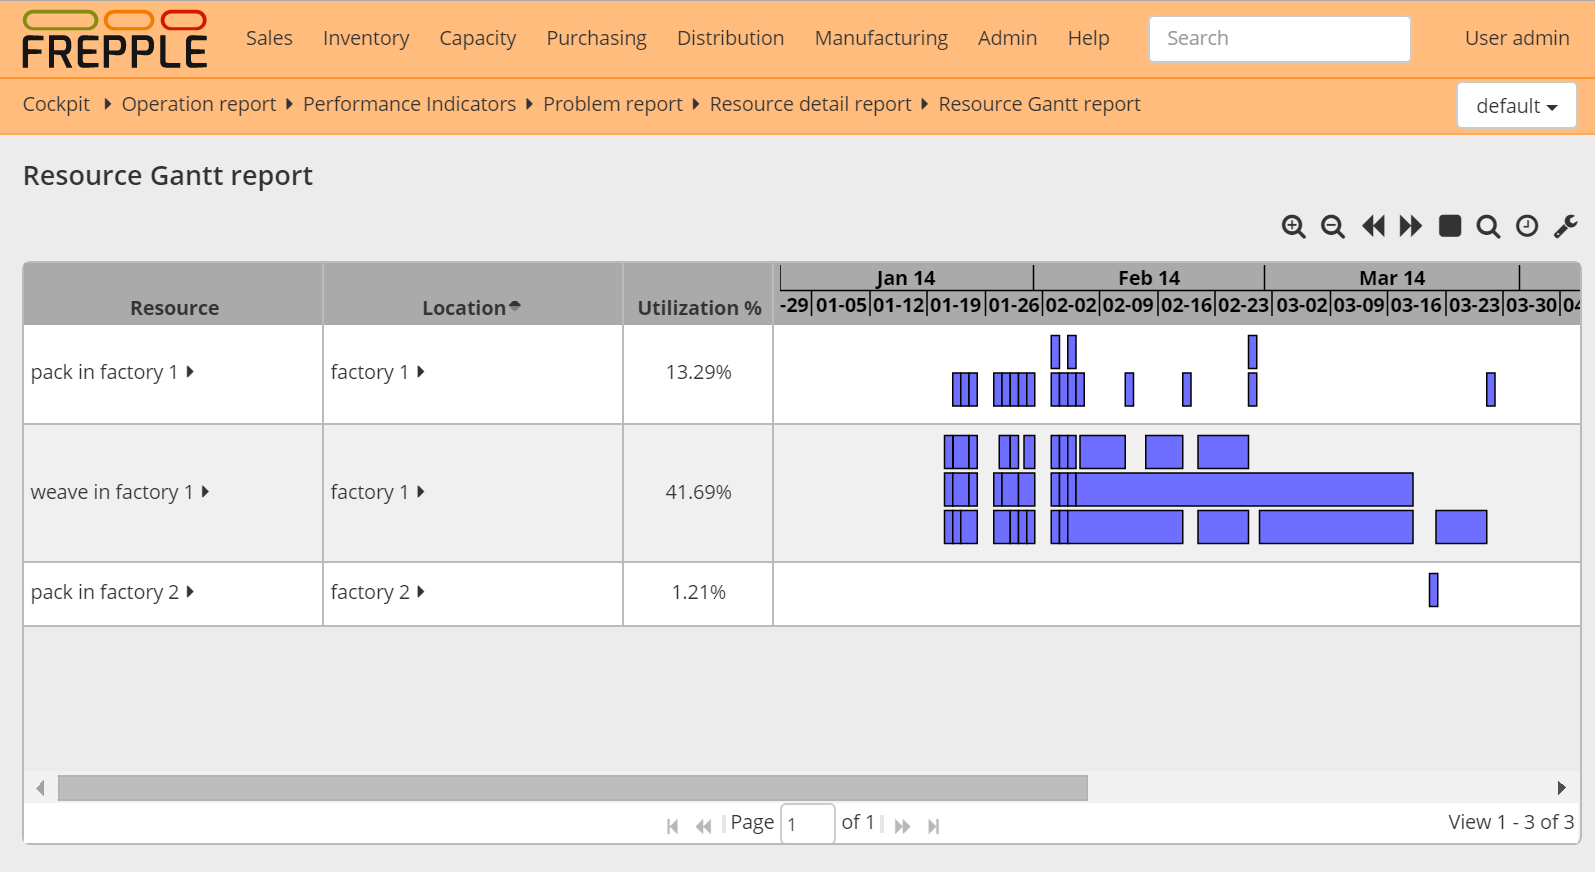 FREPPLE
Sales Inventory Capacity Purchasing Distribution Manufacturing Admin Help Search User admin
Cockpit Operation report Performance Indicators Problem report Resource detail report Resource Gantt report default
Resource Gantt report
Resource Location Utilization %
Jan 14 Feb 14 Mar 14
-29 01-05 01-12 01-19 01-26 02-02 02-09 02-16 02-23 03-02 03-09 03-16 03-23 03-30 04
pack in factory 1 factory 1 13.29%
weave in factory 1 factory 1 41.69%
pack in factory 2 factory 2 1.21%
Page 1 of 1 View 1 - 3 of 3